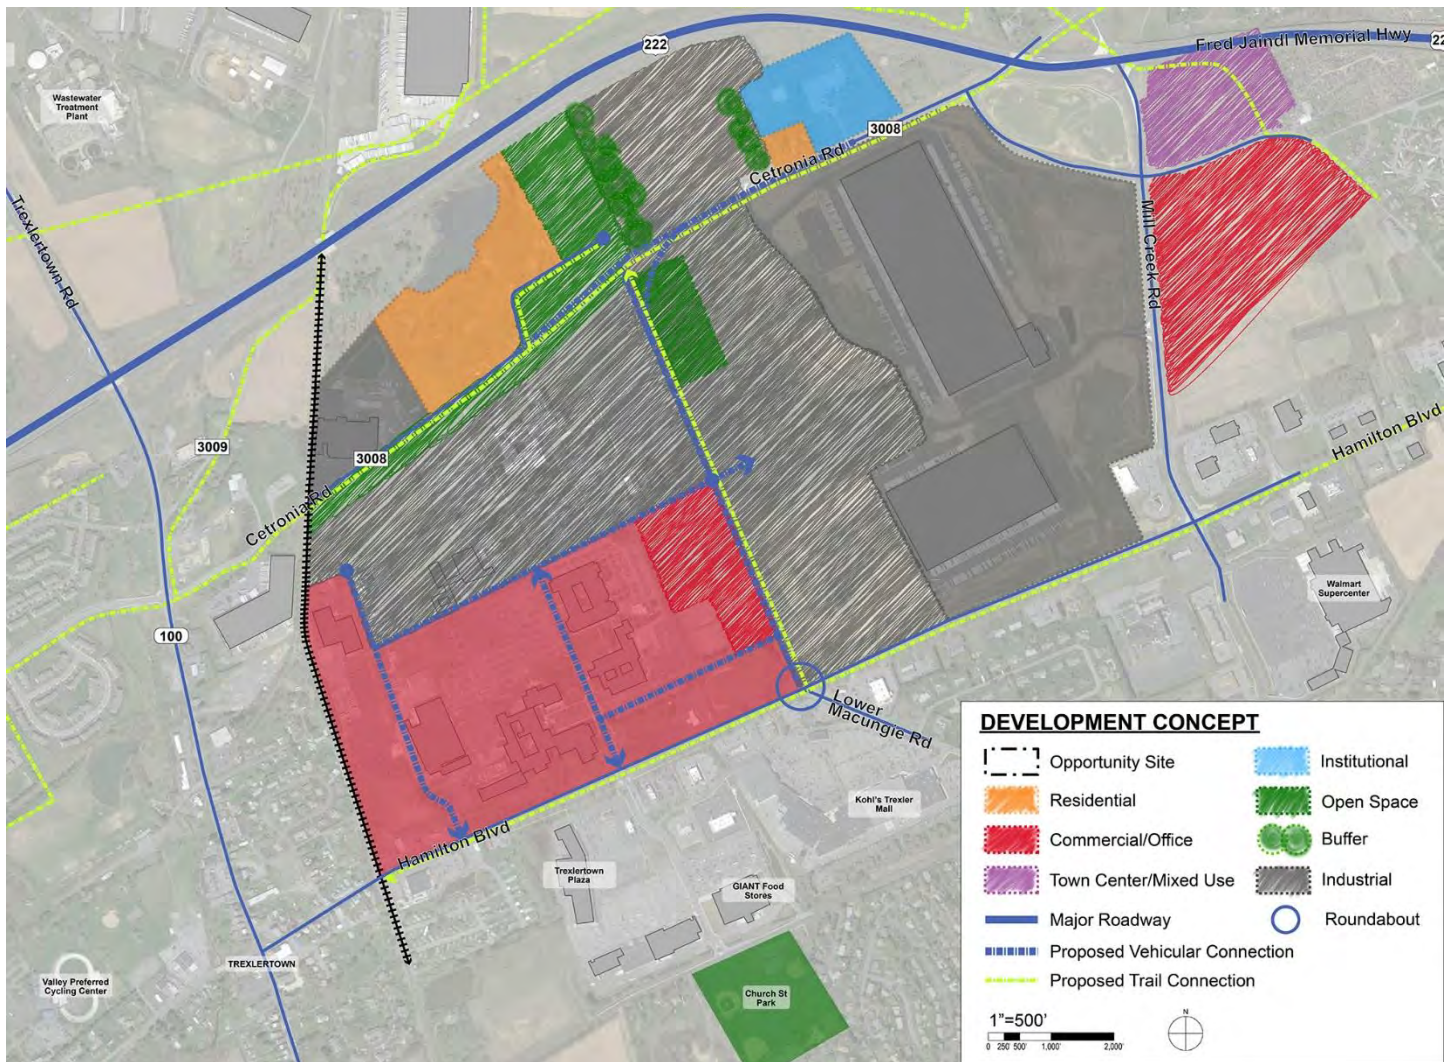 222
Fred Jaindl Memorial Hwy
22
Wastewater
Treatment
Plant
3008
Cetronia Rd
Trexlertown Rd
Mill Creek Rd
3009
3008
Hamilton Blvd
Cetronia Rd
Walmart
Supercenter
100
Lower
Macungie Rd
Kohl's Trexler
Mall
Hamilton Blvd
Trexlertown
Plaza
GIANT Food
Stores
TREXLERTOWN
Valley Preferred
Cycling Center
Church St
Park
DEVELOPMENT CONCEPT
Opportunity Site
Institutional
Residential
Open Space
Commercial/Office
Buffer
Town Center/Mixed Use
Industrial
Major Roadway
Roundabout
Proposed Vehicular Connection
Proposed Trail Connection
1"=500'
N
0 250' 500' 1,000' 2,000'